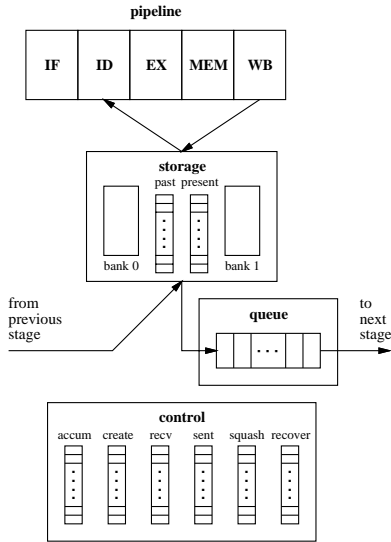 pipeline
IF ID EX MEM WB
storage
past present
bank 0 bank 1
from
previous
stage
to
next
stage
queue
control
accum create recv sent squash recover